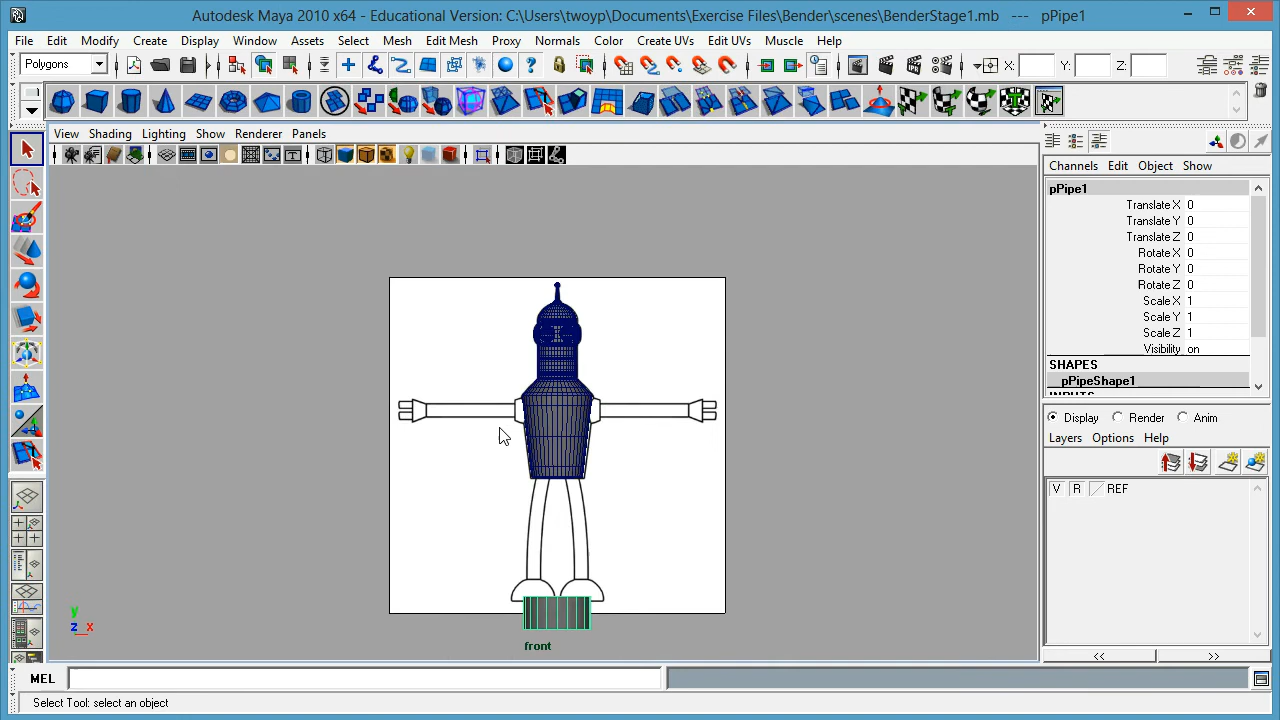 Autodesk Maya 2010 x64 - Educational Version: C:\Users\twoyp\Documents\Exercise Files\Bender\scenes\BenderStage1.mb --- pPipe1
File Edit Modify Create Display Window Assets Select Mesh Edit Mesh Proxy Normals Color Create UVs Edit UVs Muscle Help
Polygons X: Y: Z:
View Shading Lighting Show Renderer Panels
Channels Edit Object Show
pPipe1
Translate X 0
Translate Y 0
Translate Z 0
Rotate X 0
Rotate Y 0
Rotate Z 0
Scale X 1
Scale Y 1
Scale Z 1
Visibility on
SHAPES
pPipeShape1
Display Render Anim
Layers Options Help
V R REF
y
z x
front
<< >>
MEL
Select Tool: select an object